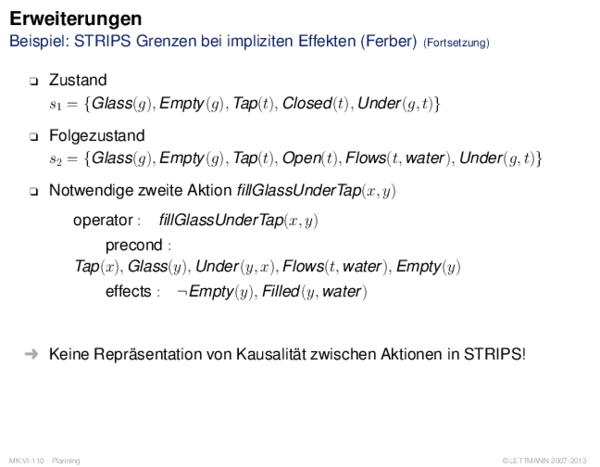 Erweiterungen
Beispiel: STRIPS Grenzen bei impliziten Effekten (Ferber) (Fortsetzung)
❑ Zustand
s₁ = {Glass(g), Empty(g), Tap(t), Closed(t), Under(g, t)}
❑ Folgezustand
s₂ = {Glass(g), Empty(g), Tap(t), Open(t), Flows(t, water), Under(g, t)}
❑ Notwendige zweite Aktion fillGlassUnderTap(x, y)
operator : fillGlassUnderTap(x, y)
precond :
Tap(x), Glass(y), Under(y, x), Flows(t, water), Empty(y)
effects : ¬Empty(y), Filled(y, water)
➜ Keine Repräsentation von Kausalität zwischen Aktionen in STRIPS!
MK:VI-110 Planning ©LETTMANN 2007-2013